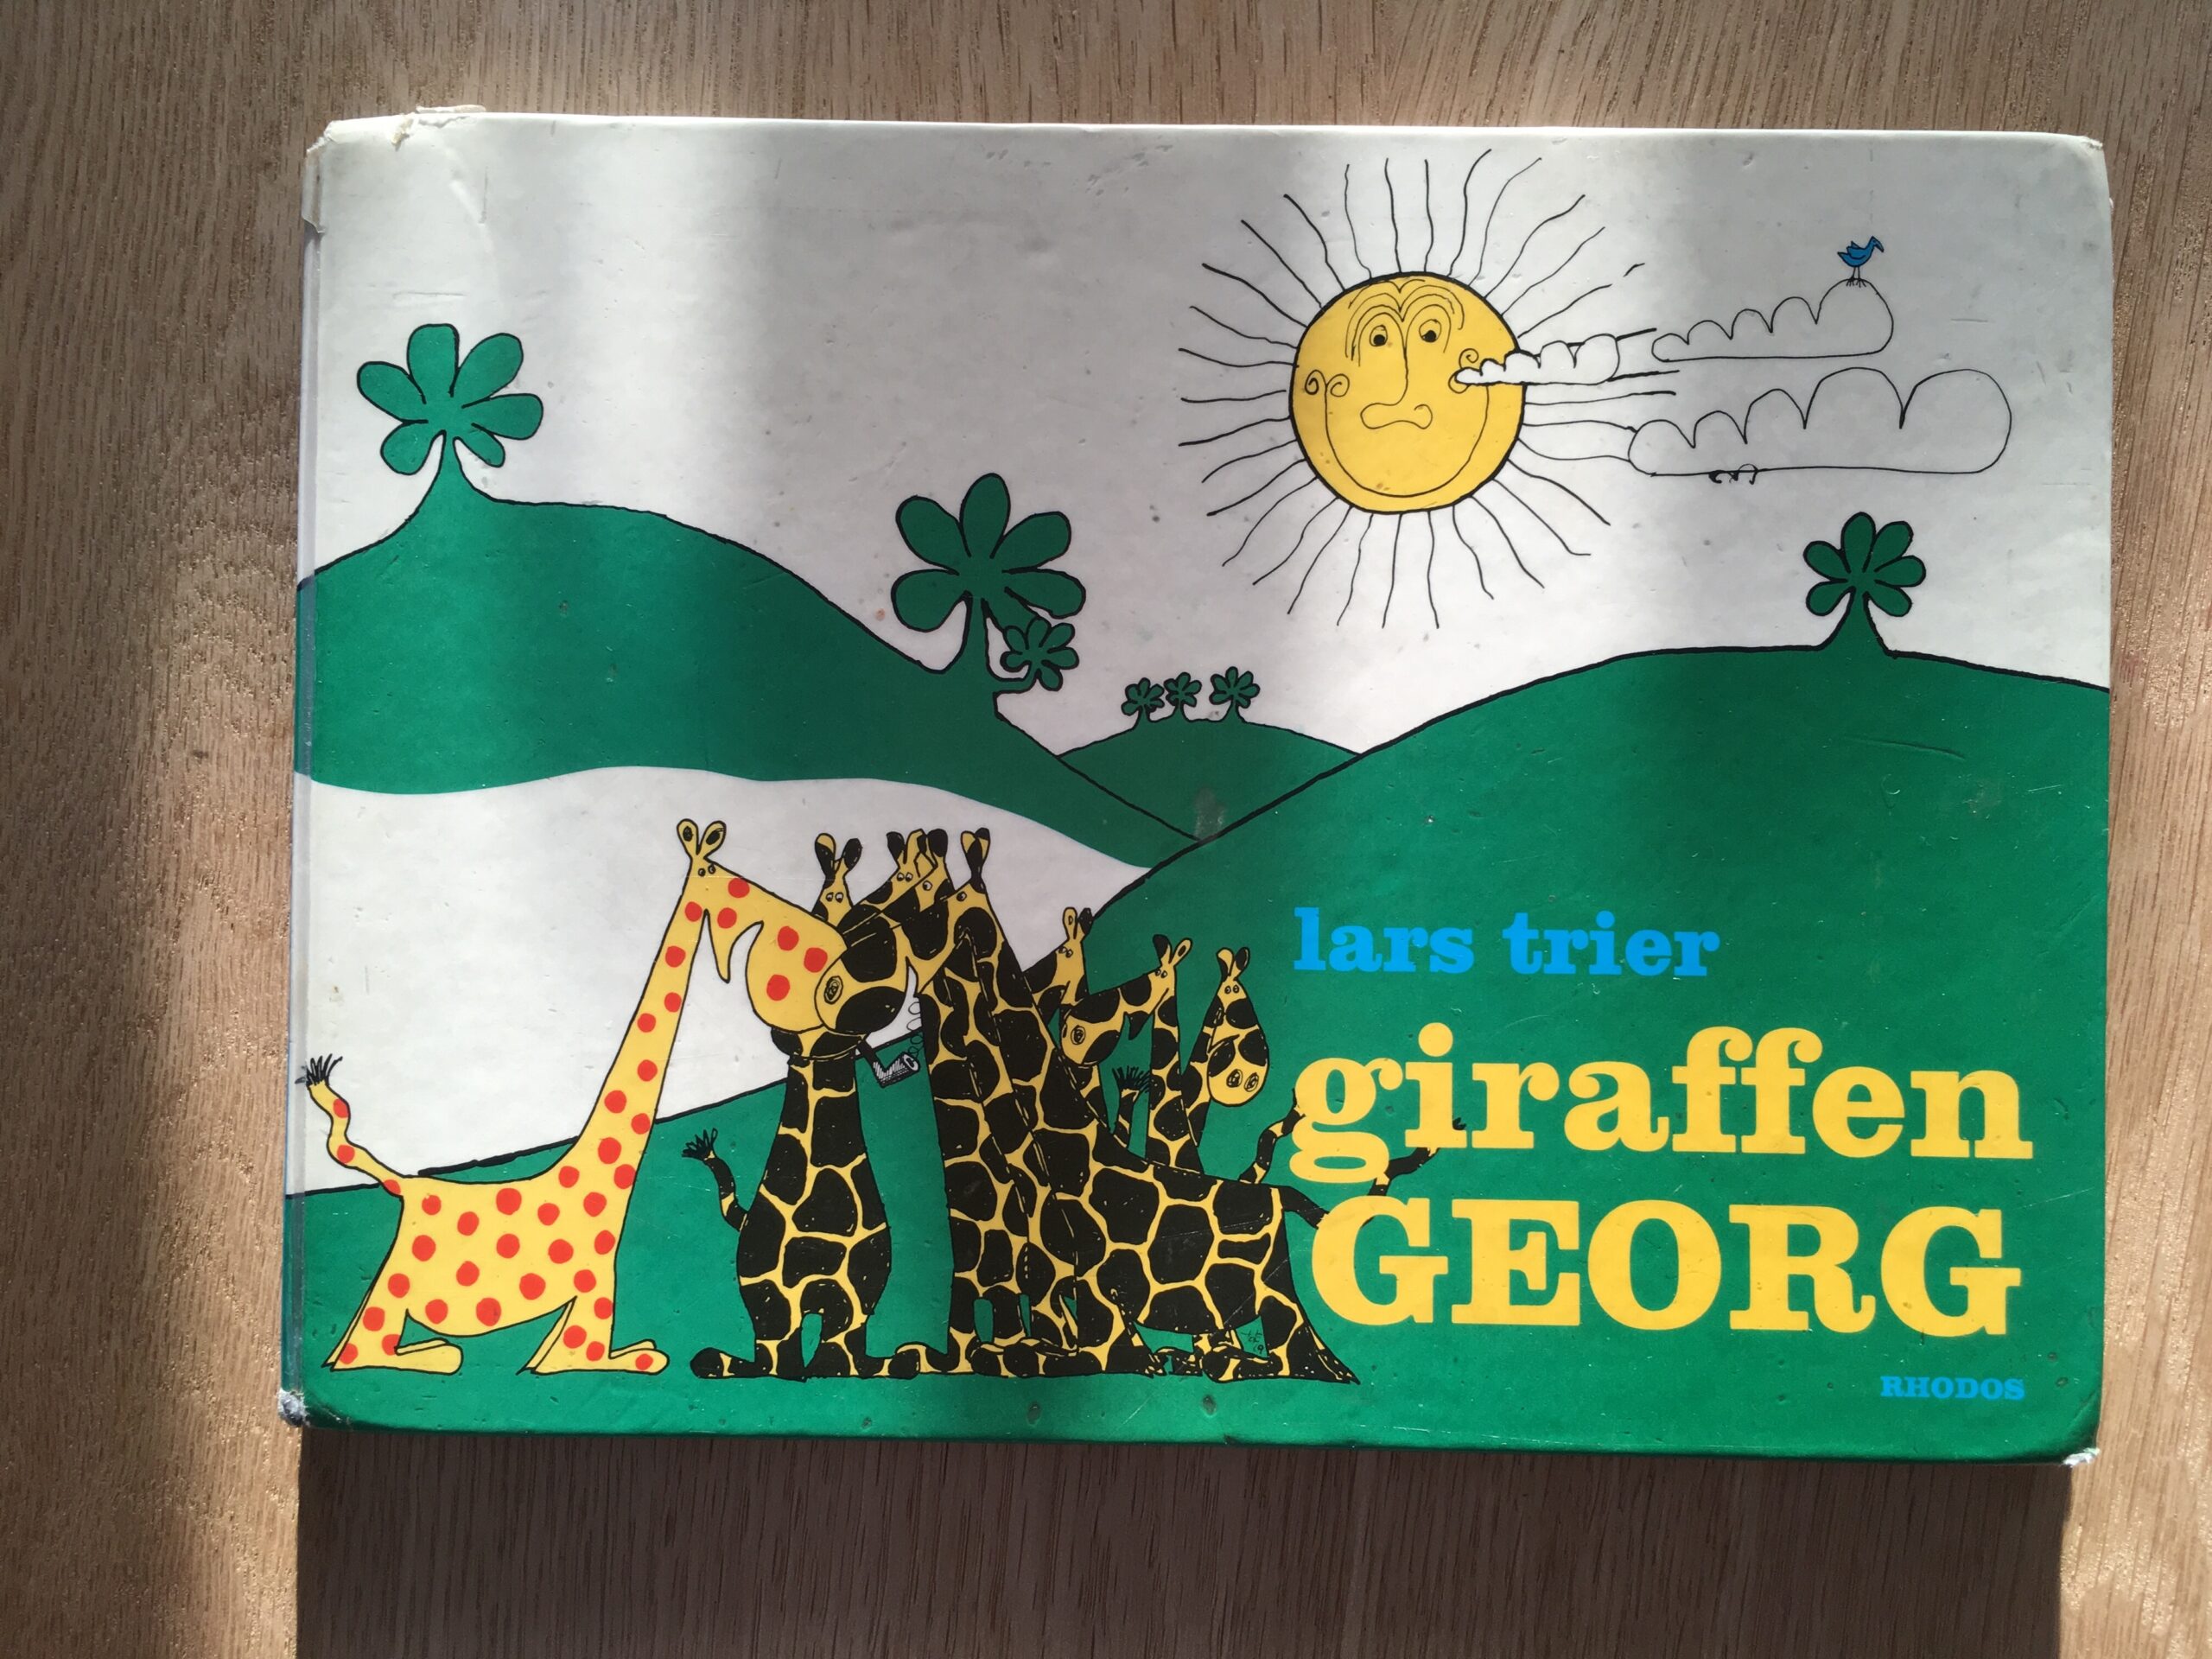 lars trier
giraffen
GEORG
RHODOS